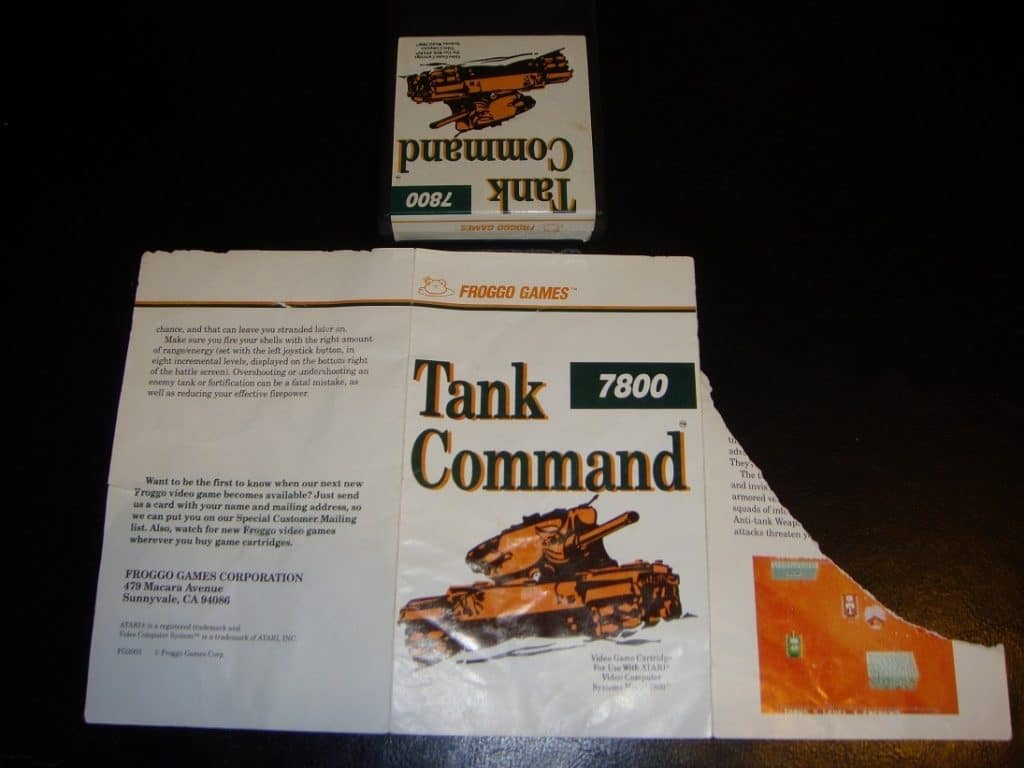 Tank
Command
7800
FROGGO GAMES
chance, and that can leave you stranded later on.
Make sure you fire your shells with the right amount
of range/energy (set with the left joystick button, in
eight incremental levels, displayed on the bottom right
of the battle screen). Overshooting or undershooting an
enemy tank or fortification can be a fatal mistake, as
well as reducing your effective firepower.
Want to be the first to know when our next new
Froggo video game becomes available? Just send
us a card with your name and mailing address, so
we can put you on our Special Customer Mailing
list. Also, watch for new Froggo video games
wherever you buy game cartridges.
FROGGO GAMES CORPORATION
479 Macara Avenue
Sunnyvale, CA 94086
ATARI® is a registered trademark and
Video Computer System™ is a trademark of ATARI, INC.
© Froggo Games Corp.
FROGGO GAMES™
Tank
7800
Command
Video Game Cartridge
For Use With ATARI®
Video Computer
Systems
They
The
and
armored
squads of
Anti-tank
attacks threaten